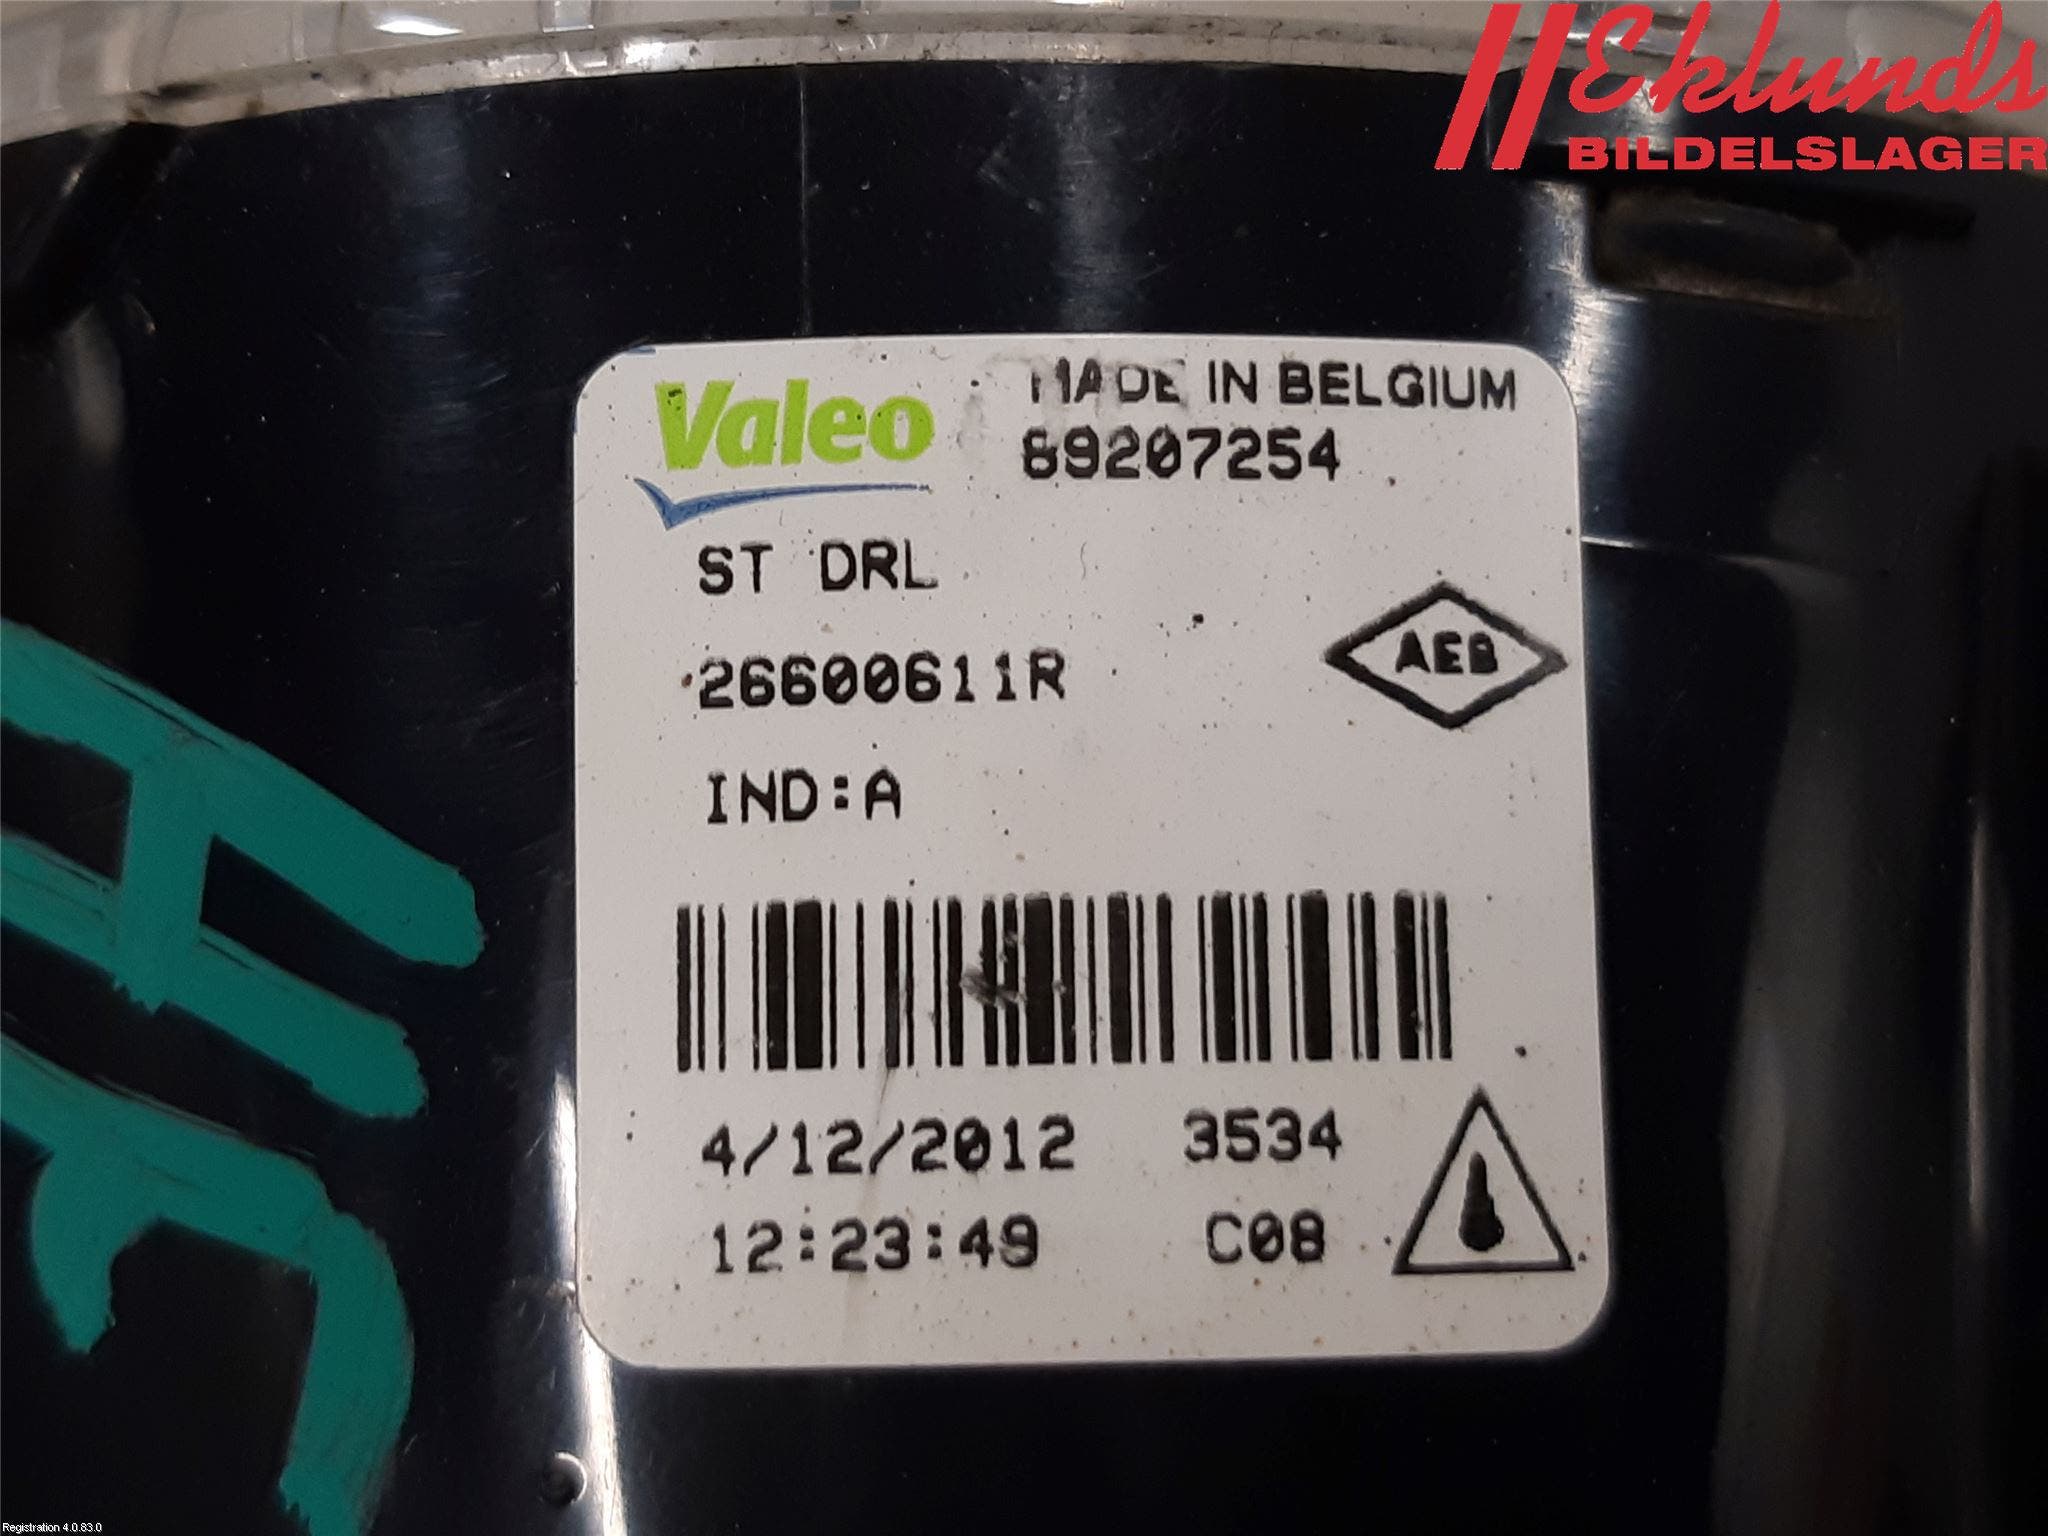 Eklunds
BILDELSLAGER
Valeo
MADE IN BELGIUM
89207254
ST DRL
26600611R
AEB
IND:A
4/12/2012 3534
12:23:49 C08
Registration 4.0.83.0